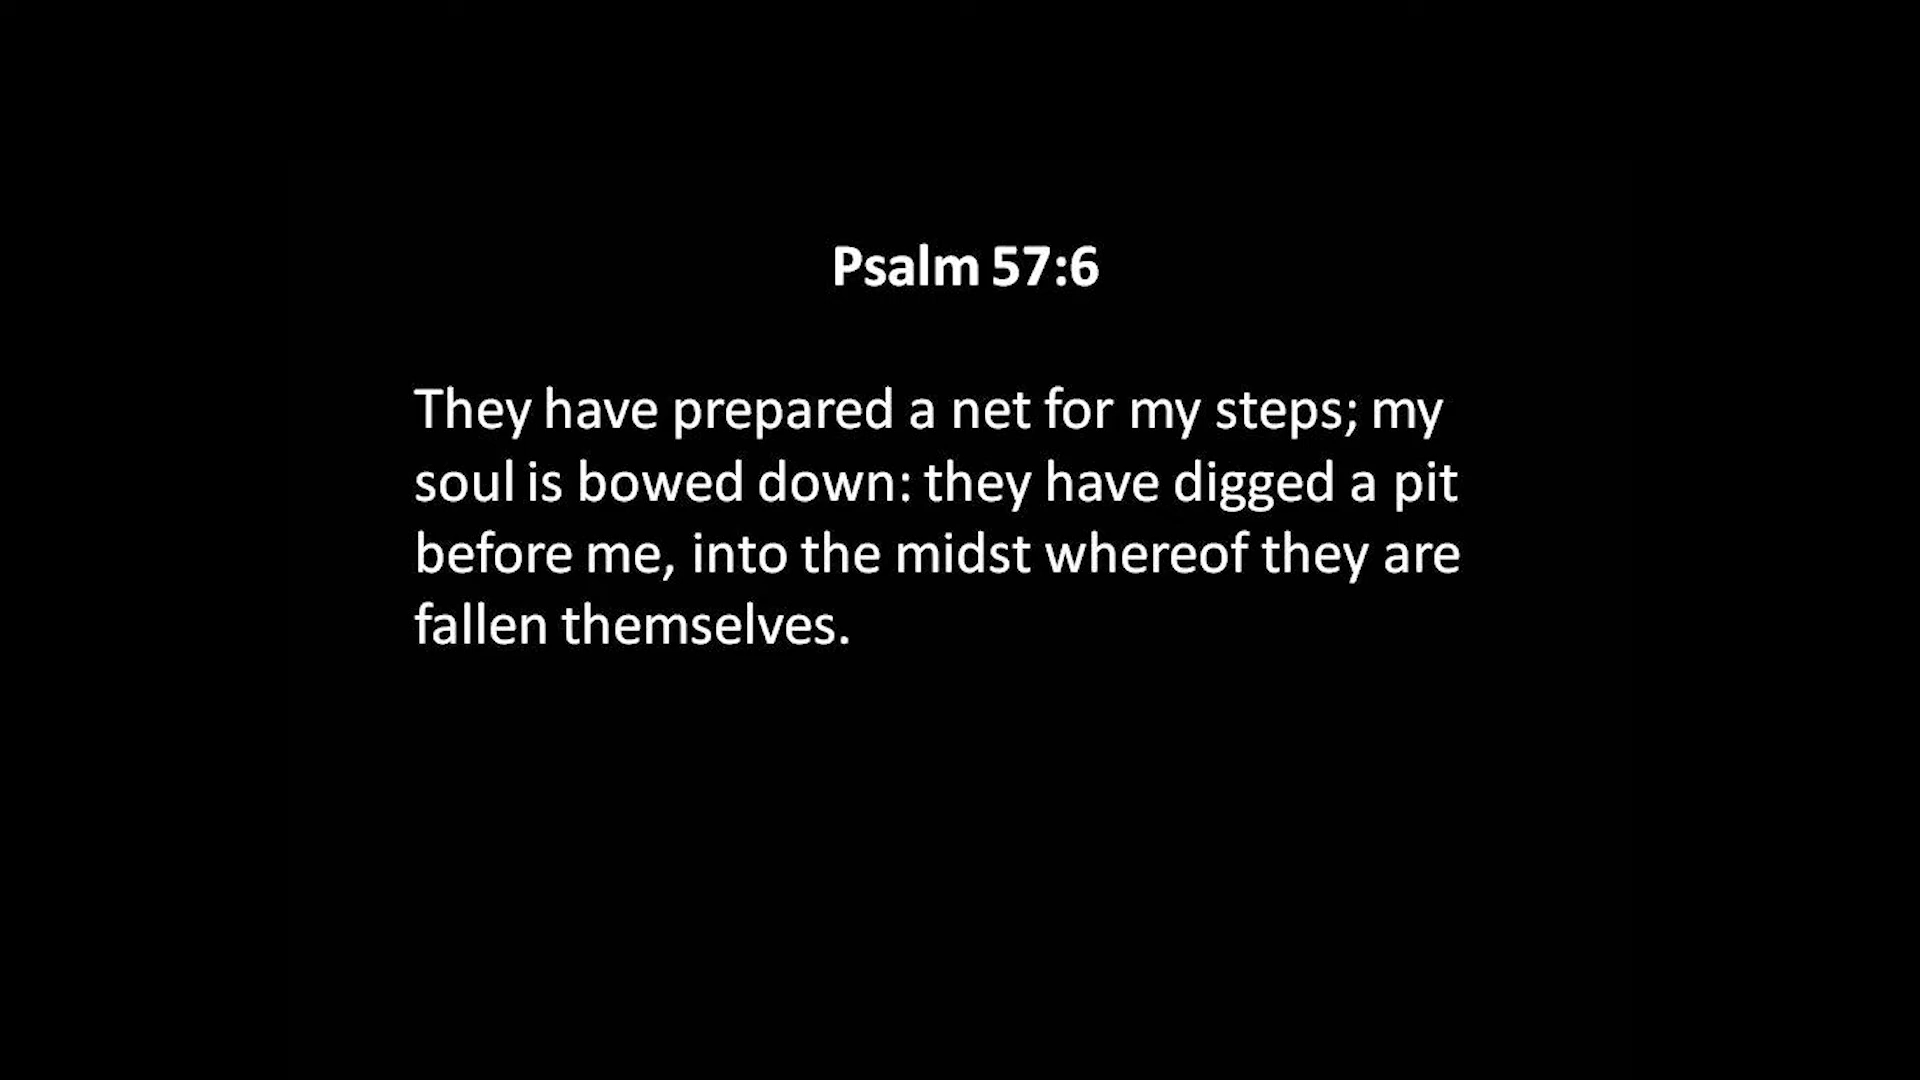 Psalm 57:6
They have prepared a net for my steps; my
soul is bowed down: they have digged a pit
before me, into the midst whereof they are
fallen themselves.